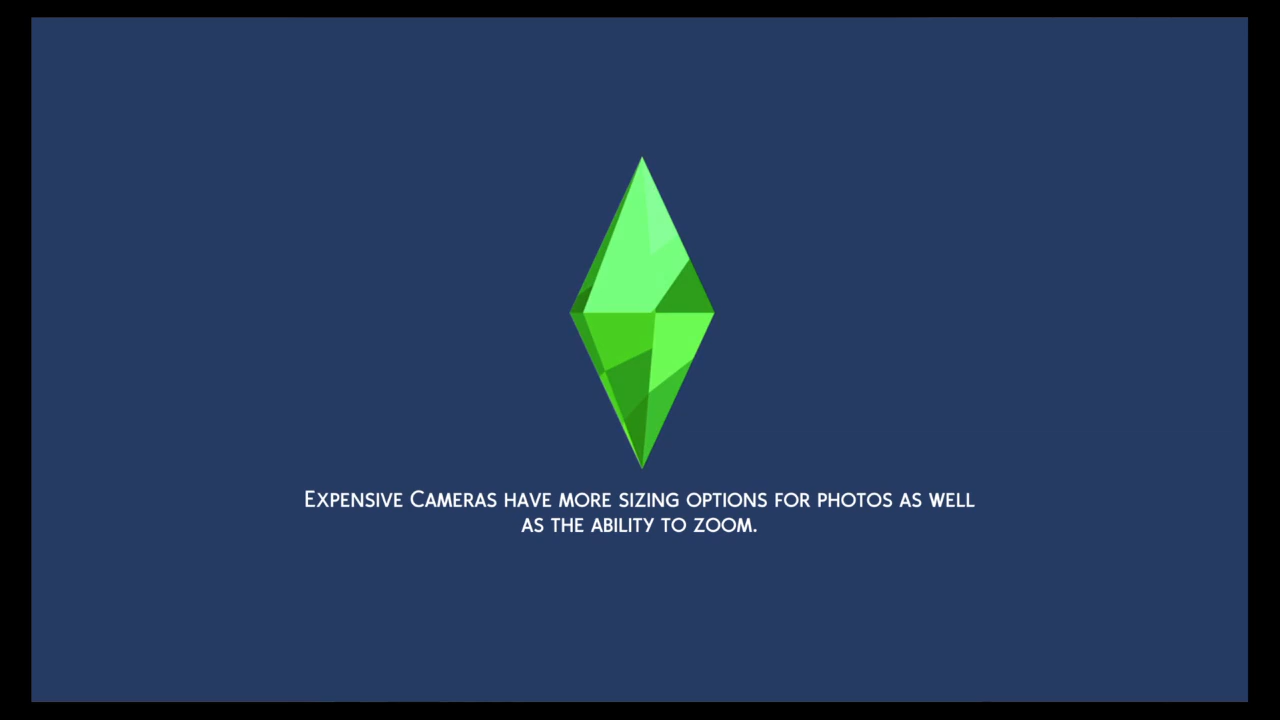 Expensive Cameras have more sizing options for photos as well
as the ability to zoom.